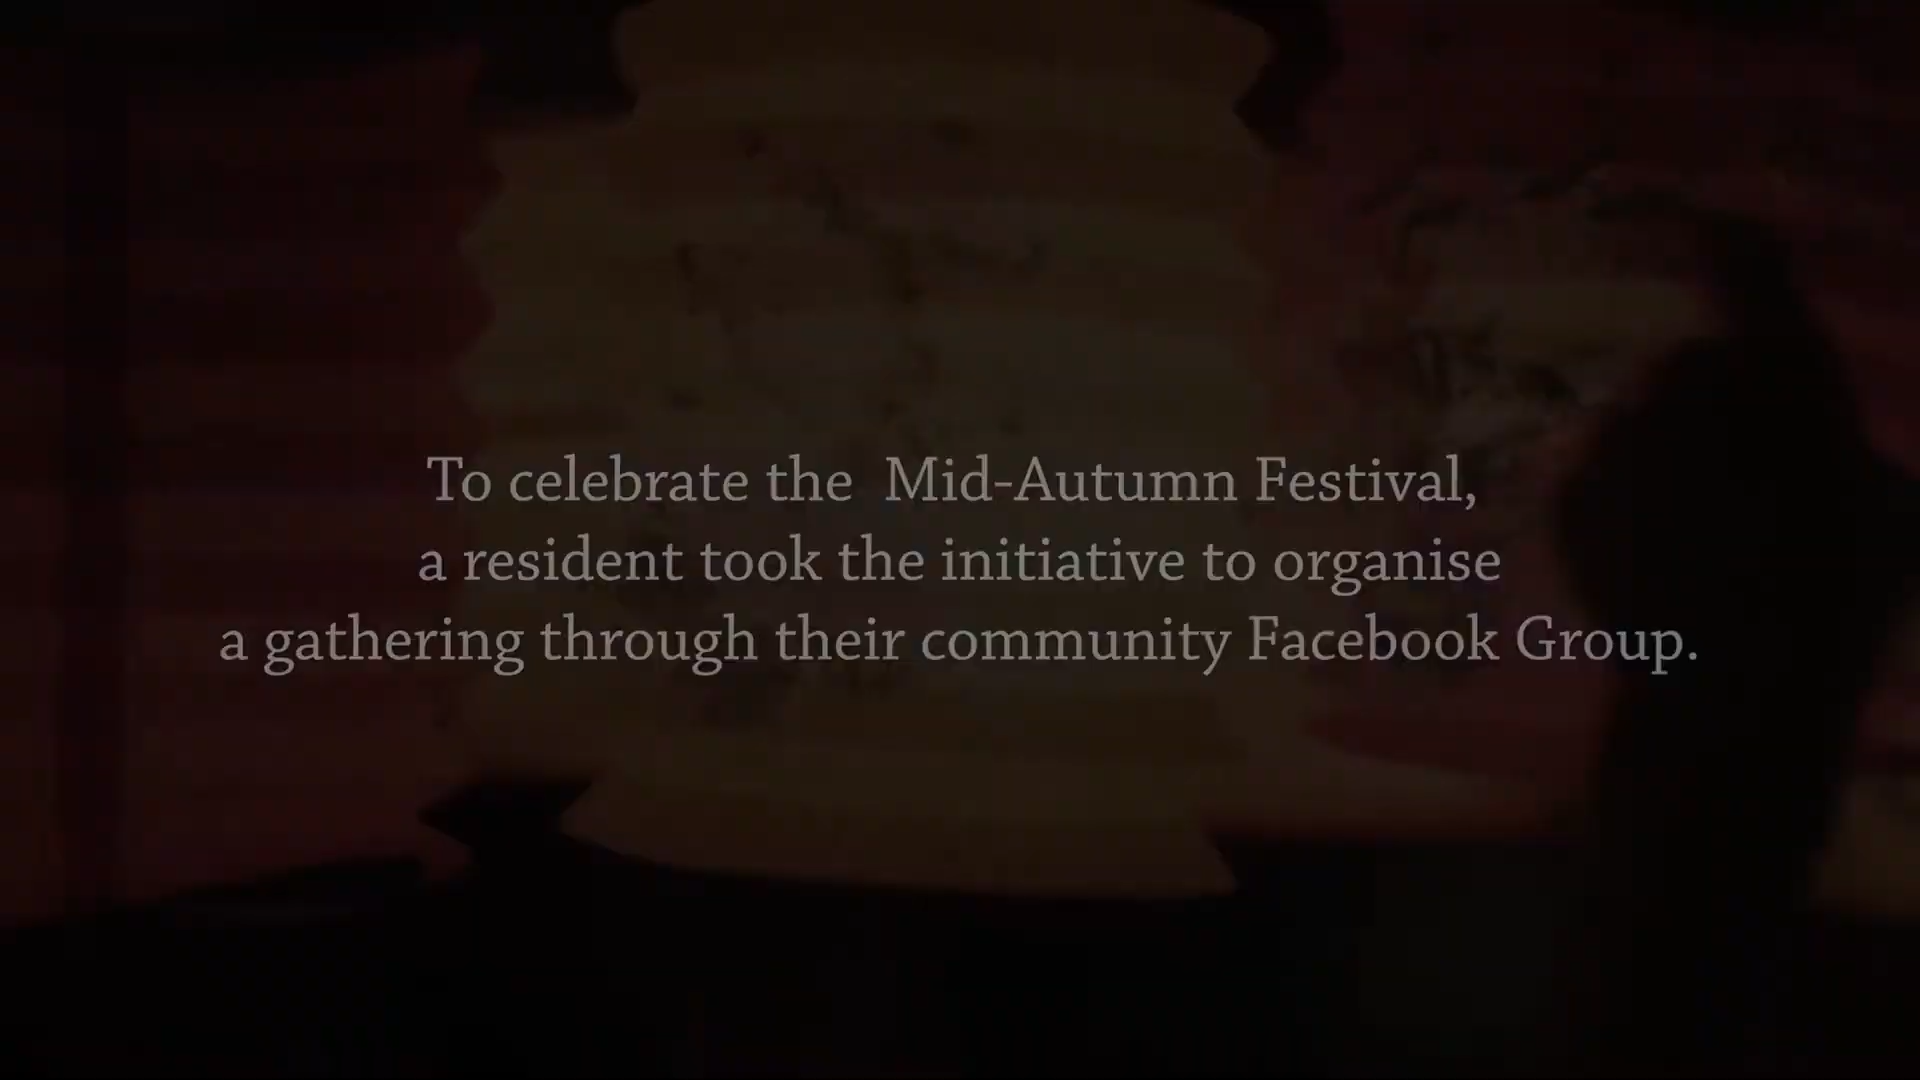 To celebrate the  Mid-Autumn Festival,
a resident took the initiative to organise
a gathering through their community Facebook Group.